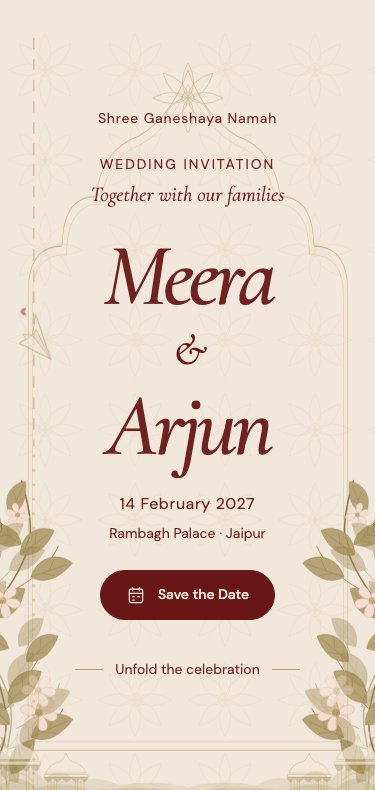 Shree Ganeshaya Namah
WEDDING INVITATION
Together with our families
Meera
&
Arjun
14 February 2027
Rambagh Palace · Jaipur
Save the Date
Unfold the celebration